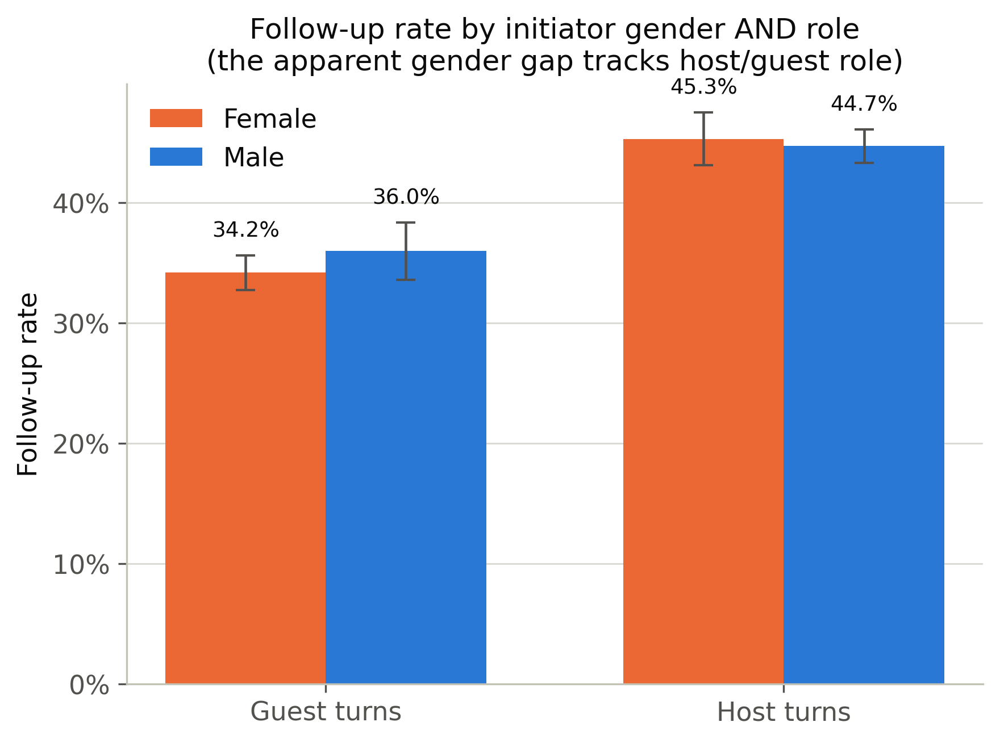 Follow-up rate by initiator gender AND role
(the apparent gender gap tracks host/guest role)
Female
Male
34.2%
36.0%
45.3%
44.7%
40%
30%
20%
10%
0%
Follow-up rate
Guest turns
Host turns